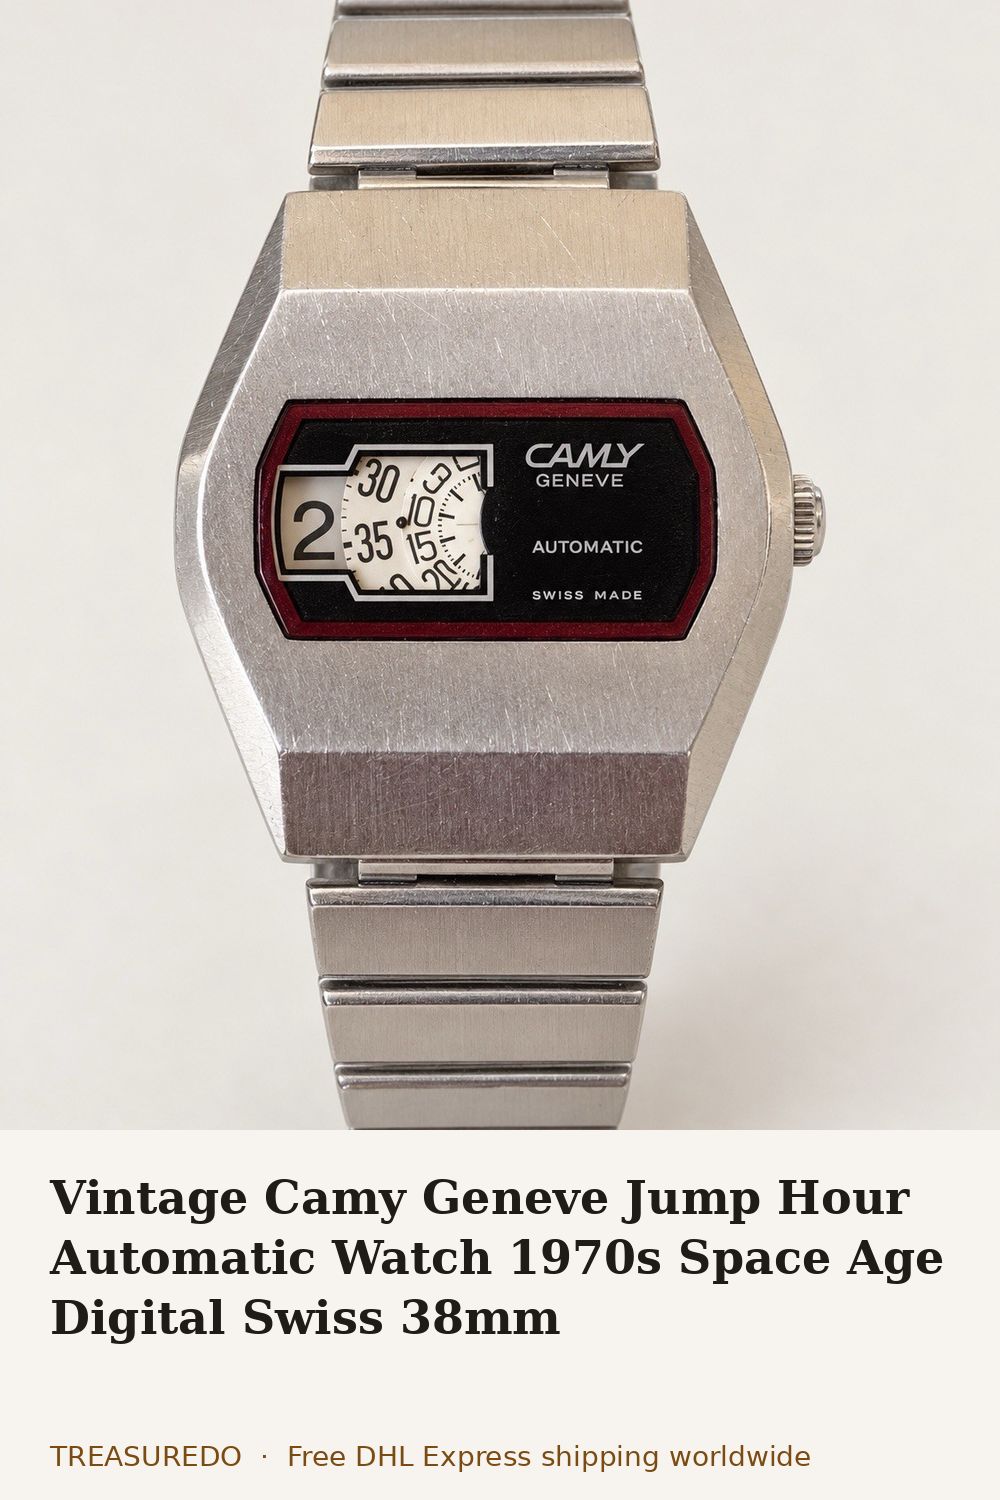 CAMY
GENEVE
AUTOMATIC
SWISS MADE
2
30
35
10
15
20
Vintage Camy Geneve Jump Hour
Automatic Watch 1970s Space Age
Digital Swiss 38mm
TREASUREDO · Free DHL Express shipping worldwide